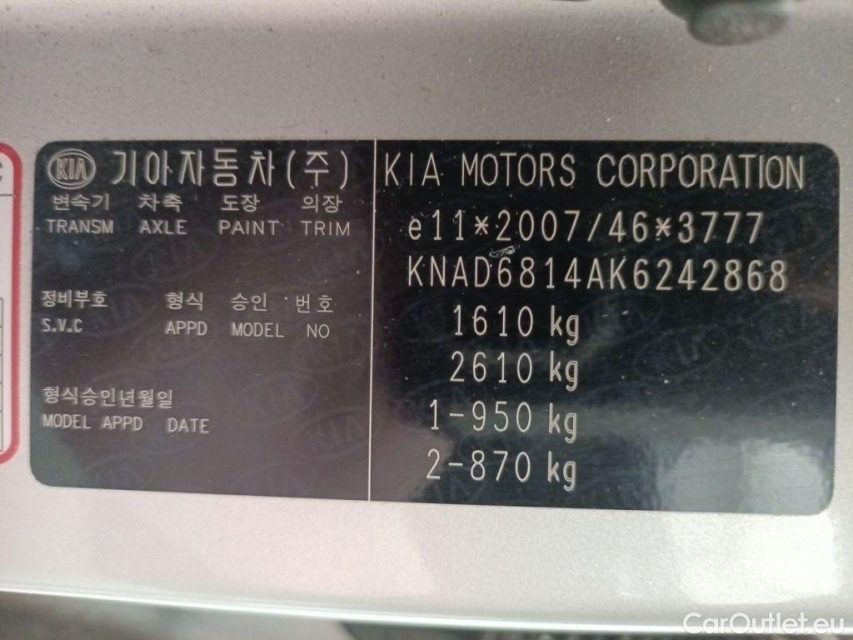 KIA 기아자동차(주)
변속기 차축 도장 의장
TRANSM AXLE PAINT TRIM
정비부호 형식 승인 번호
S.V.C APPD MODEL NO
형식승인년월일
MODEL APPD DATE
KIA MOTORS CORPORATION
e11*2007/46*3777
KNAD6814AK6242868
1610 kg
2610 kg
1-950 kg
2-870 kg
CarOutlet.eu